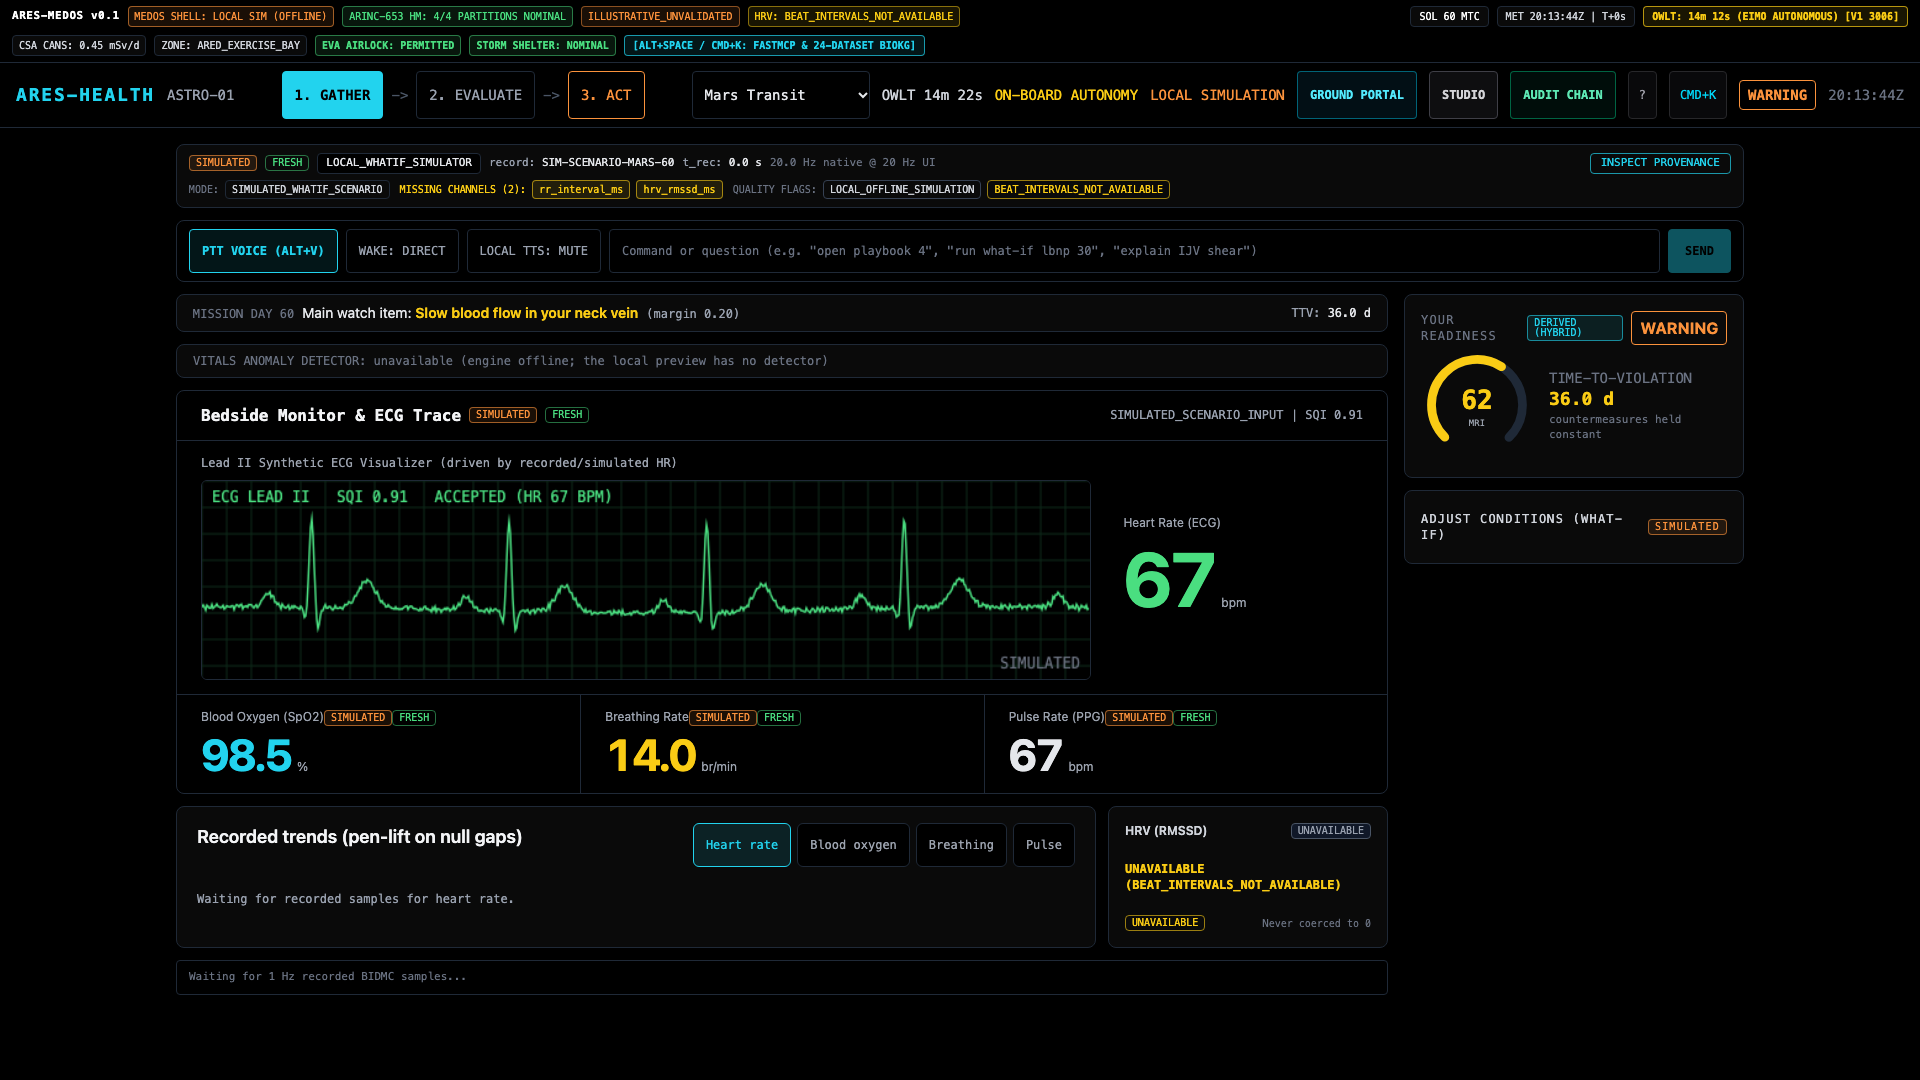 ARES-MEDOS v0.1 MEDOS SHELL: LOCAL SIM (OFFLINE) ARINC-653 HM: 4/4 PARTITIONS NOMINAL ILLUSTRATIVE_UNVALIDATED HRV: BEAT_INTERVALS_NOT_AVAILABLE SOL 60 MTC MET 20:13:44Z | T+0s OWLT: 14m 12s (EIMO AUTONOMOUS) [V1 3006]
CSA CANS: 0.45 mSv/d ZONE: ARED_EXERCISE_BAY EVA AIRLOCK: PERMITTED STORM SHELTER: NOMINAL [ALT+SPACE / CMD+K: FASTMCP & 24-DATASET BIOKG]
ARES-HEALTH ASTRO-01 1. GATHER —> 2. EVALUATE —> 3. ACT Mars Transit OWLT 14m 22s ON-BOARD AUTONOMY LOCAL SIMULATION GROUND PORTAL STUDIO AUDIT CHAIN ? CMD+K WARNING 20:13:44Z
SIMULATED FRESH LOCAL_WHATIF_SIMULATOR record: SIM-SCENARIO-MARS-60 t_rec: 0.0 s 20.0 Hz native @ 20 Hz UI INSPECT PROVENANCE
MODE: SIMULATED_WHATIF_SCENARIO MISSING CHANNELS (2): rr_interval_ms hrv_rmssd_ms QUALITY FLAGS: LOCAL_OFFLINE_SIMULATION BEAT_INTERVALS_NOT_AVAILABLE
PTT VOICE (ALT+V) WAKE: DIRECT LOCAL TTS: MUTE Command or question (e.g. "open playbook 4", "run what-if lbnp 30", "explain IJV shear") SEND
MISSION DAY 60 Main watch item: Slow blood flow in your neck vein (margin 0.20) TTV: 36.0 d
VITALS ANOMALY DETECTOR: unavailable (engine offline; the local preview has no detector)
Bedside Monitor & ECG Trace SIMULATED FRESH SIMULATED_SCENARIO_INPUT | SQI 0.91
Lead II Synthetic ECG Visualizer (driven by recorded/simulated HR)
ECG LEAD II SQI 0.91 ACCEPTED (HR 67 BPM)
SIMULATED
Heart Rate (ECG)
67 bpm
Blood Oxygen (SpO2) SIMULATED FRESH
98.5 %
Breathing Rate SIMULATED FRESH
14.0 br/min
Pulse Rate (PPG) SIMULATED FRESH
67 bpm
Recorded trends (pen-lift on null gaps) Heart rate Blood oxygen Breathing Pulse
Waiting for recorded samples for heart rate.
HRV (RMSSD) UNAVAILABLE
UNAVAILABLE
(BEAT_INTERVALS_NOT_AVAILABLE)
UNAVAILABLE Never coerced to 0
Waiting for 1 Hz recorded BIDMC samples...
YOUR
READINESS
DERIVED
(HYBRID)
WARNING
62
MRI
TIME-TO-VIOLATION
36.0 d
countermeasures held
constant
ADJUST CONDITIONS (WHAT-
IF)
SIMULATED